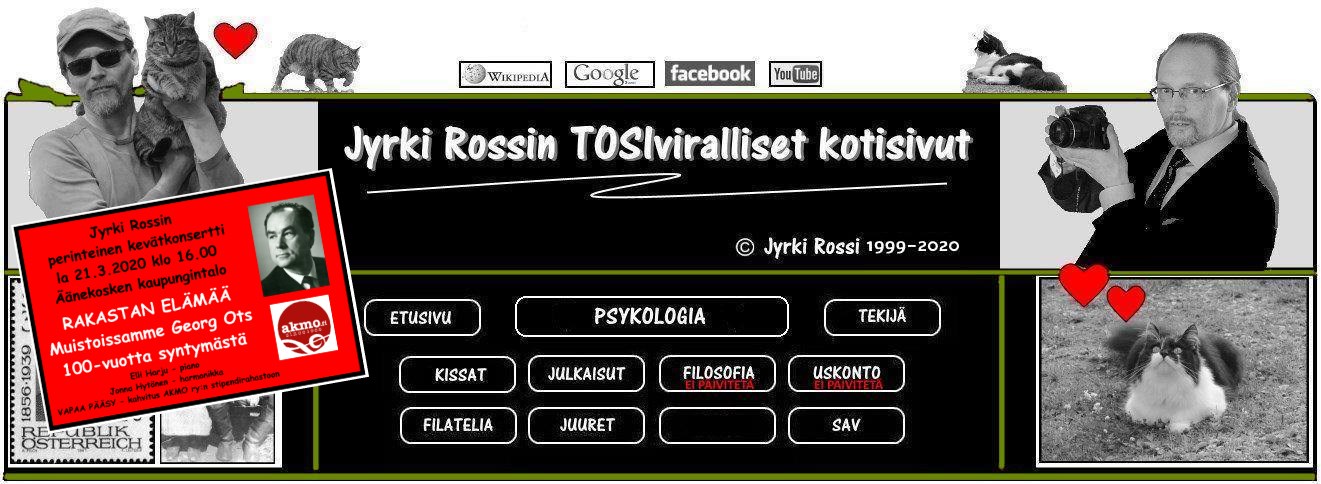 WIKIPEDIA
Google
facebook
YouTube
Jyrki Rossin TOSIviralliset kotisivut
© Jyrki Rossi 1999-2020
Jyrki Rossin
perinteinen kevätkonsertti
la 21.3.2020 klo 16.00
Äänekosken kaupungintalo
RAKASTAN ELÄMÄÄ
Muistoissamme Georg Ots
100-vuotta syntymästä
Elli Harju - piano
Jonna Hytönen - harmonikka
VAPAA PÄÄSY - kahvitus AKMO ry:n stipendirahastoon
akmo.fi
1856-1939
REPUBLIK
ÖSTERREICH
ETUSIVU
PSYKOLOGIA
TEKIJÄ
KISSAT
JULKAISUT
FILOSOFIA
EI PÄIVITETÄ
USKONTO
EI PÄIVITETÄ
FILATELIA
JUURET
SAV